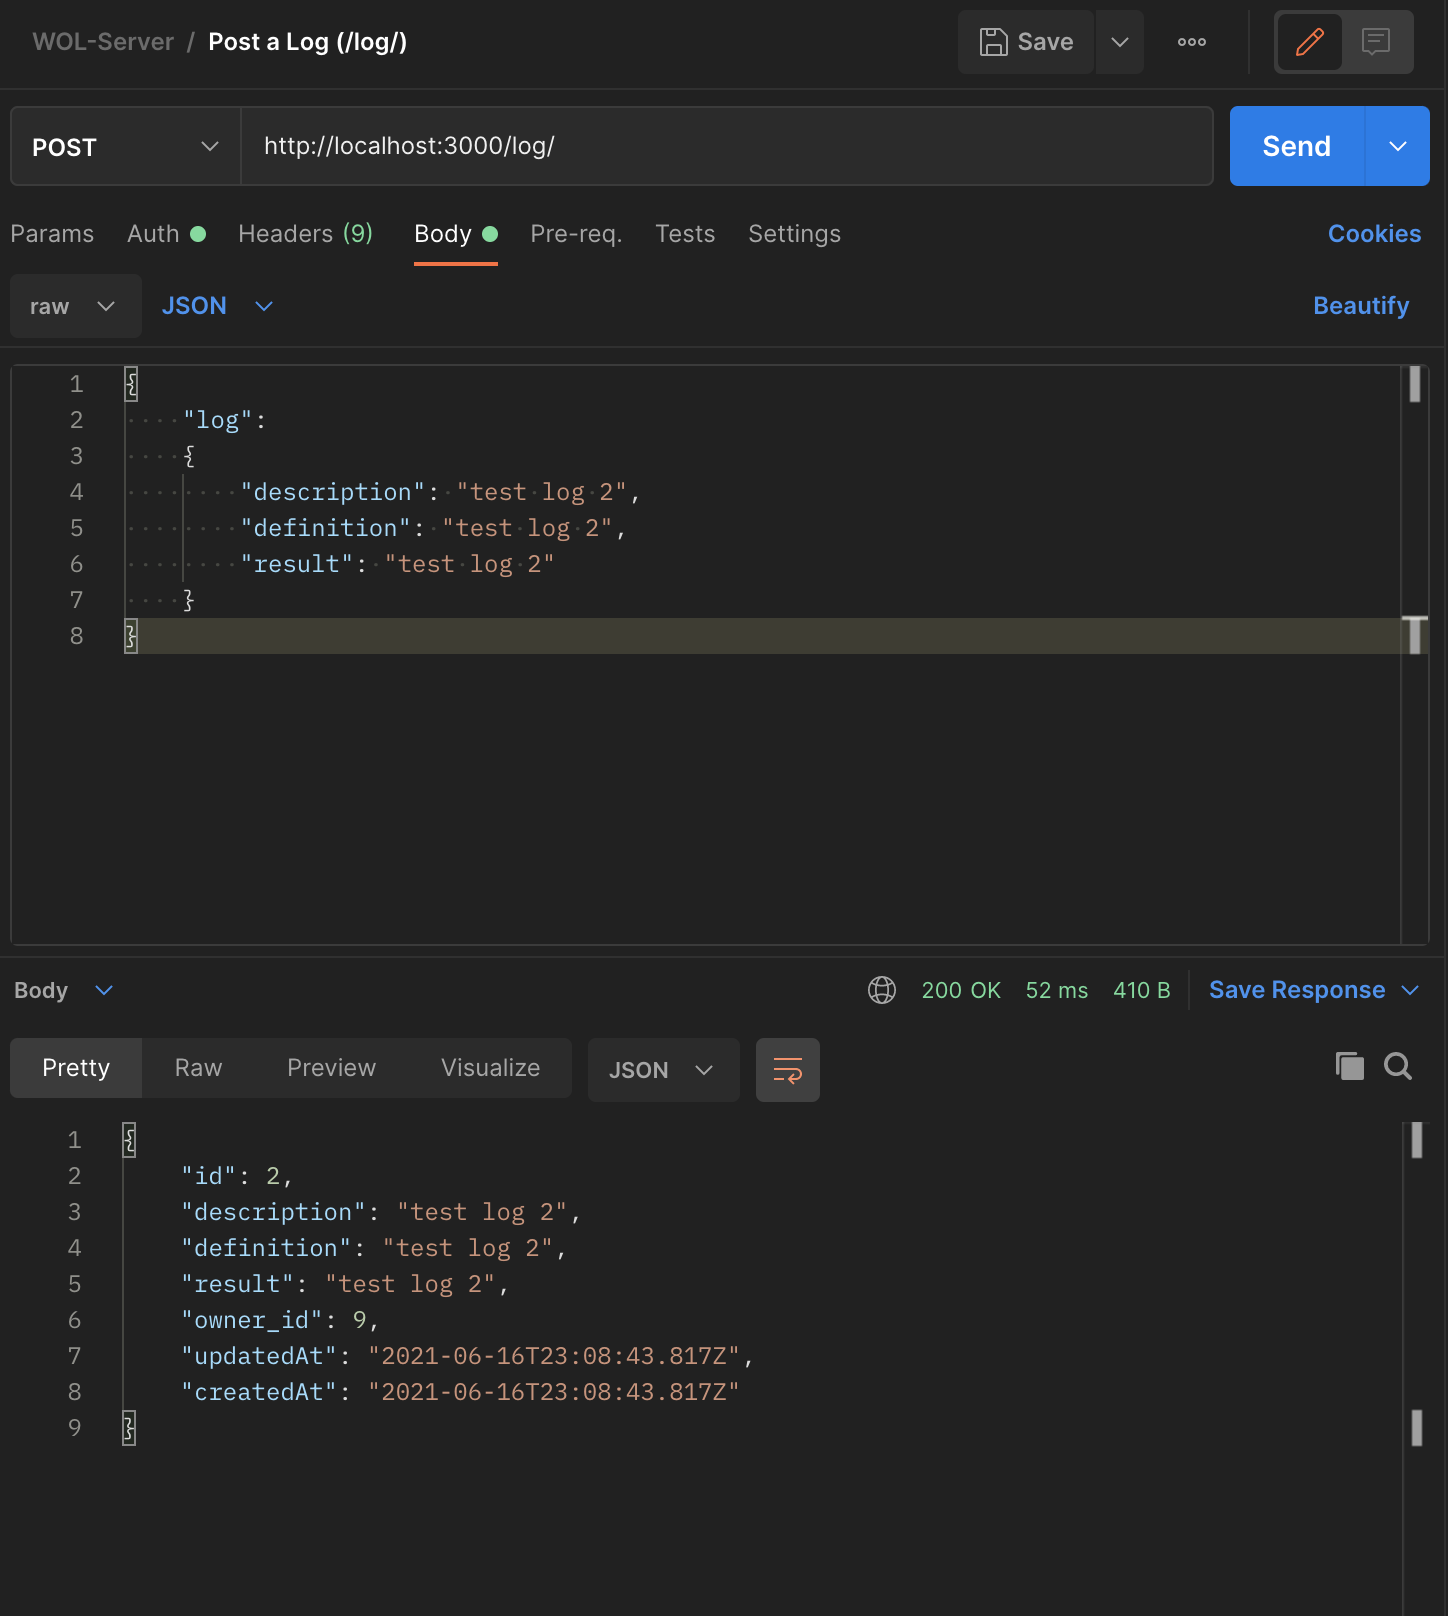 WOL-Server / Post a Log (/log/)
Save
POST
http://localhost:3000/log/
Send
Params Auth Headers (9) Body Pre-req. Tests Settings Cookies
raw JSON Beautify
1 {
2 "log":
3 {
4 "description": "test log 2",
5 "definition": "test log 2",
6 "result": "test log 2"
7 }
8 }
Body 200 OK 52 ms 410 B Save Response
Pretty Raw Preview Visualize JSON
1 {
2 "id": 2,
3 "description": "test log 2",
4 "definition": "test log 2",
5 "result": "test log 2",
6 "owner_id": 9,
7 "updatedAt": "2021-06-16T23:08:43.817Z",
8 "createdAt": "2021-06-16T23:08:43.817Z"
9 }